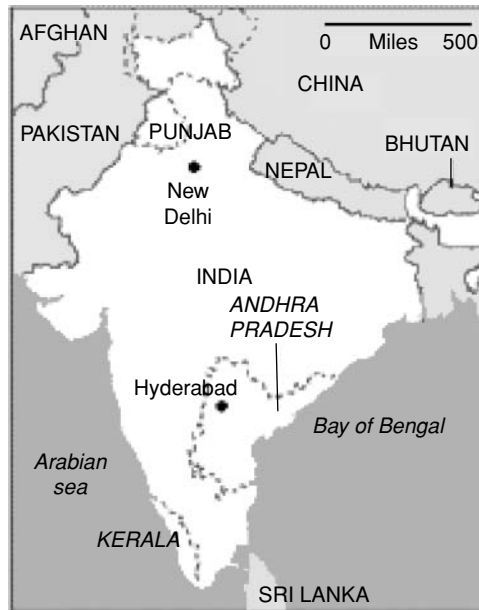 AFGHAN
0 Miles 500
CHINA
PAKISTAN
PUNJAB
BHUTAN
NEPAL
New
Delhi
INDIA
ANDHRA
PRADESH
Hyderabad
Bay of Bengal
Arabian
sea
KERALA
SRI LANKA